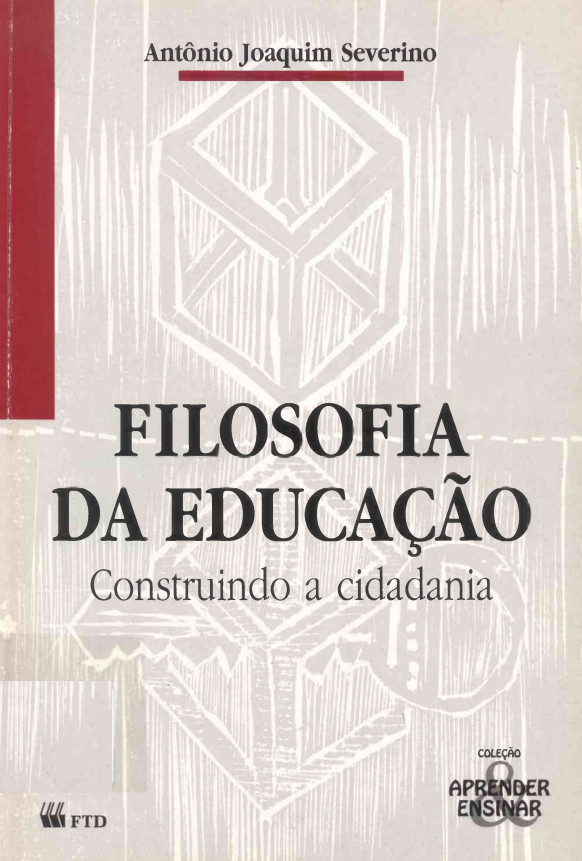 Antônio Joaquim Severino
FILOSOFIA
DA EDUCAÇÃO
Construindo a cidadania
COLEÇÃO
APRENDER
&
ENSINAR
FTD